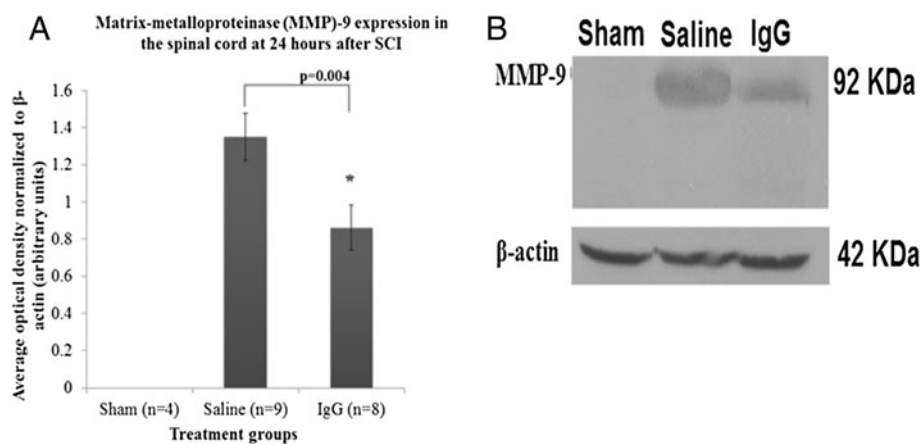 A
Matrix-metalloproteinase (MMP)-9 expression in
the spinal cord at 24 hours after SCI
p=0.004
1.6
1.4
1.2
1
0.8
0.6
0.4
0.2
0
*
Average optical density normalized to β-
actin (arbitrary units)
Sham (n=4) Saline (n=9) IgG (n=8)
Treatment groups
B
Sham Saline IgG
MMP-9 92 KDa
β-actin 42 KDa